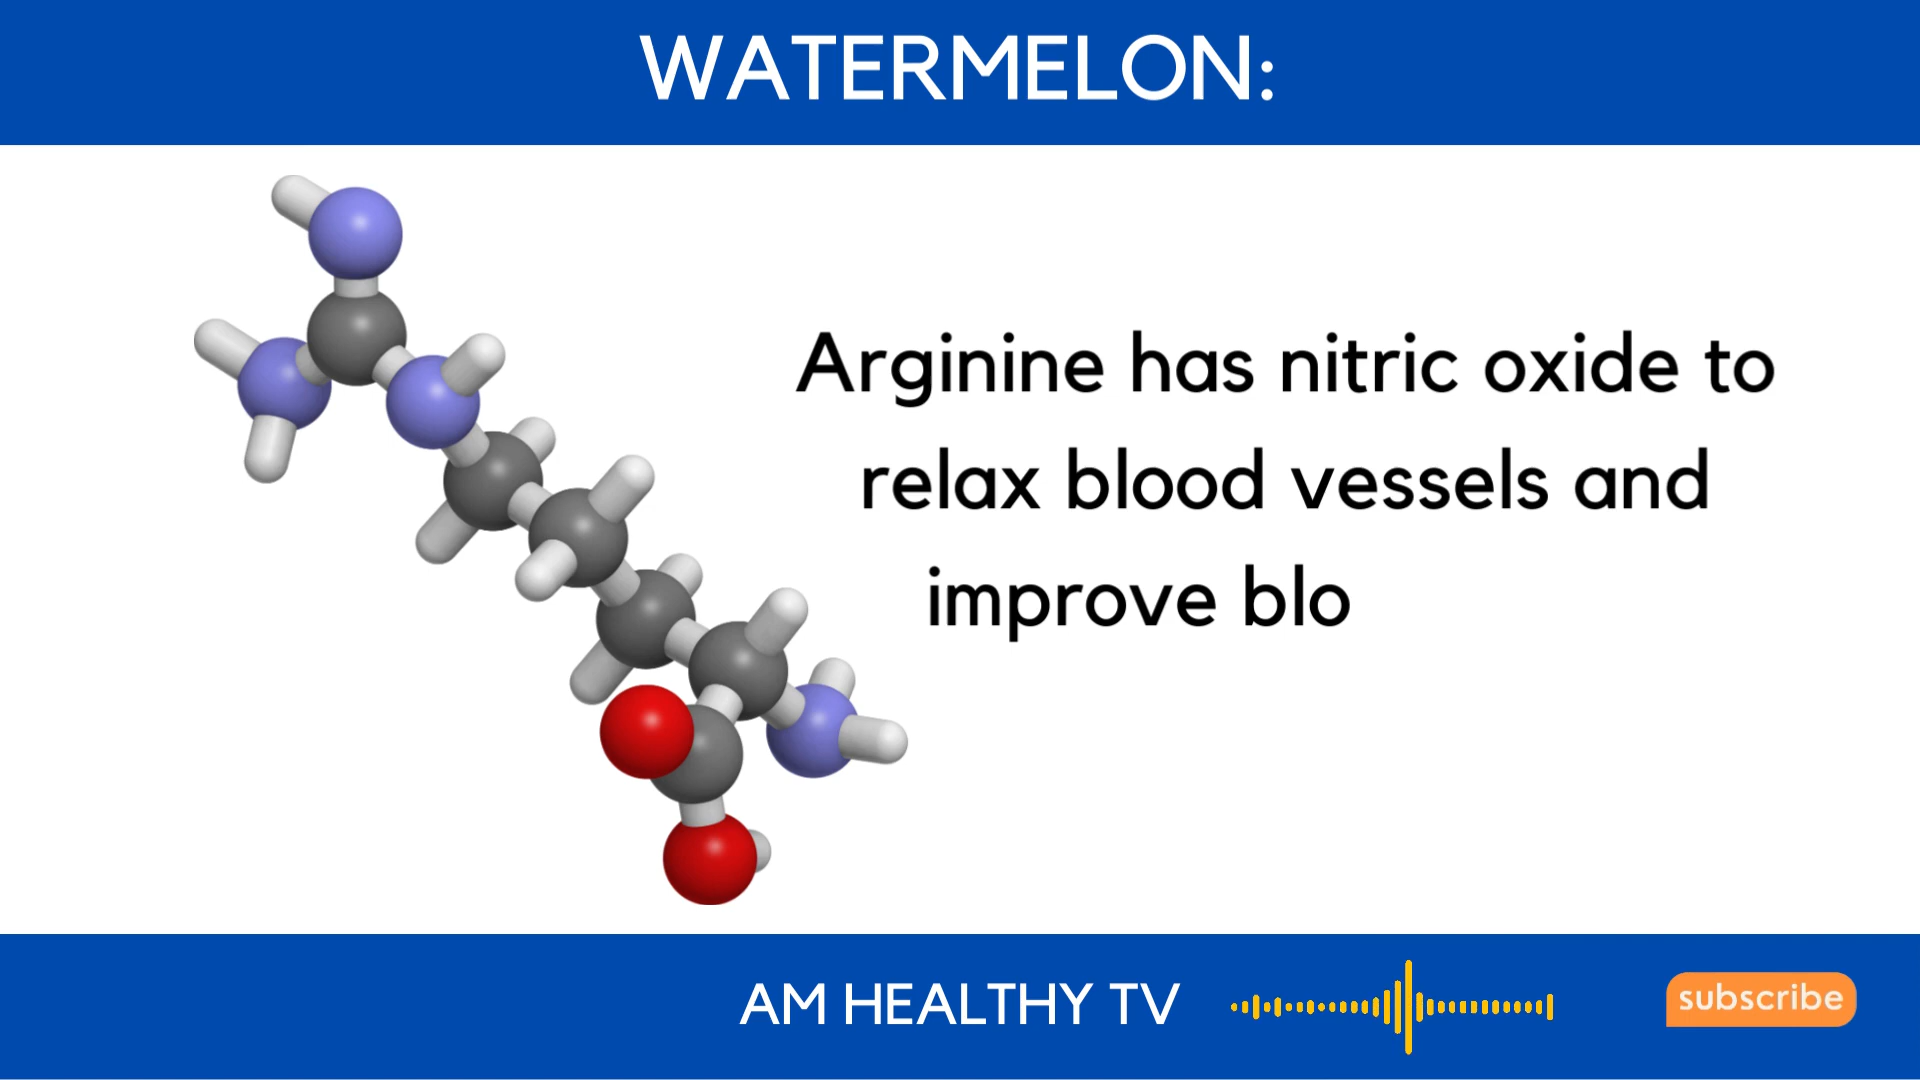 WATERMELON:
Arginine has nitric oxide to
relax blood vessels and
improve blo
AM HEALTHY TV
subscribe